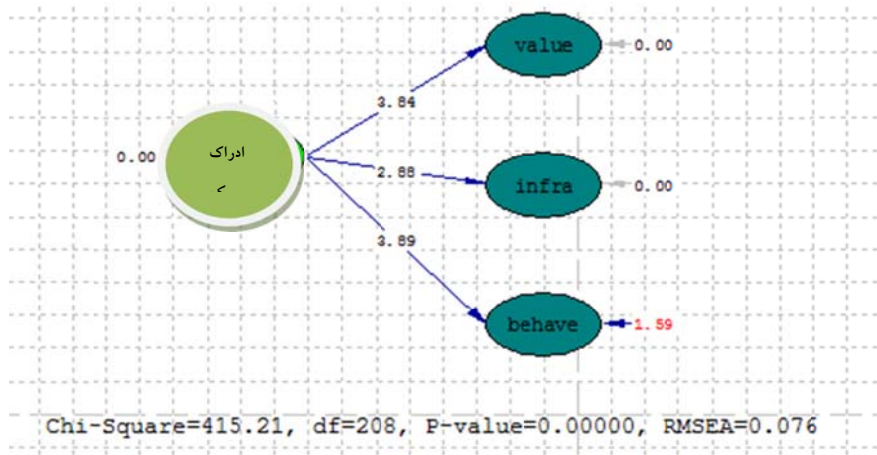 value
0.00
3.84
0.00
ادراک
2.88
infra
0.00
3.89
behave
1.59
Chi-Square=415.21, df=208, P-value=0.00000, RMSEA=0.076